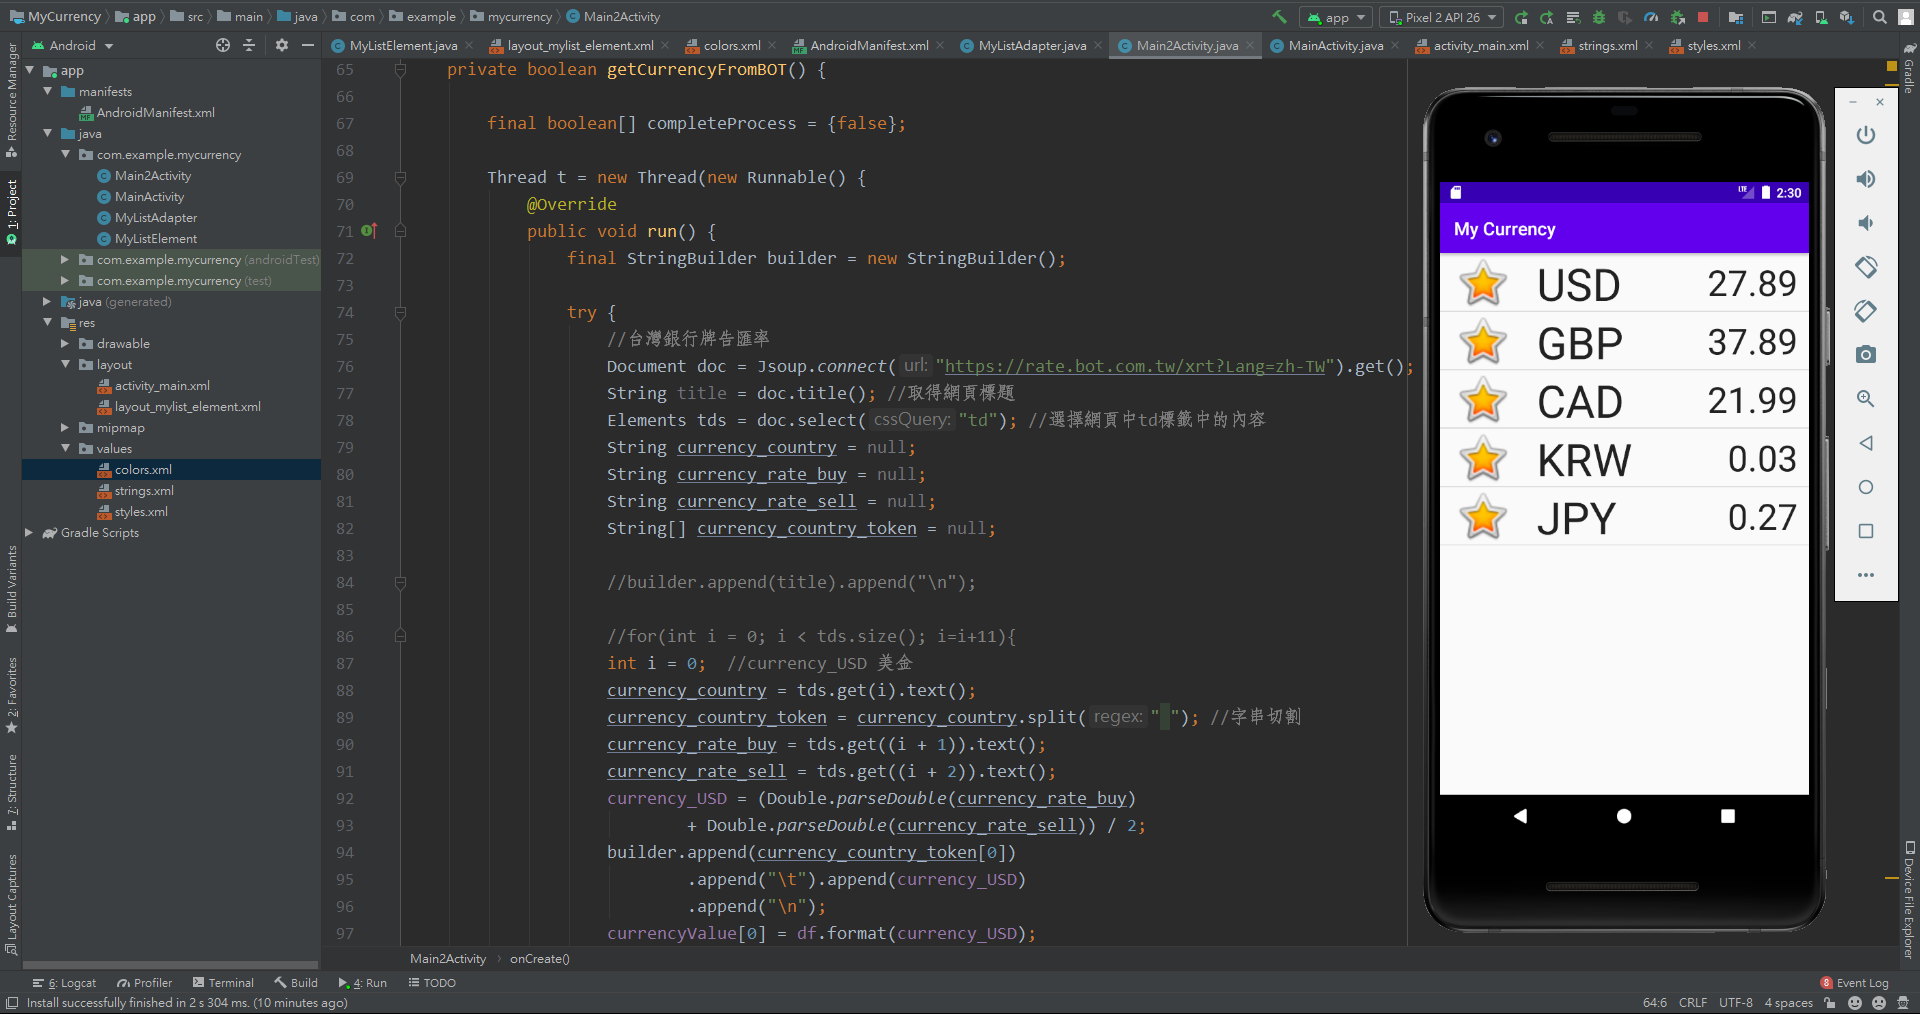 MyCurrency app src main java com example mycurrency Main2Activity
app Pixel 2 API 26
Android
MyListElement.java layout_mylist_element.xml colors.xml AndroidManifest.xml MyListAdapter.java Main2Activity.java MainActivity.java activity_main.xml strings.xml styles.xml
Resource Manager
1: Project
Build Variants
2: Favorites
7: Structure
Layout Captures
app
manifests
AndroidManifest.xml
java
com.example.mycurrency
Main2Activity
MainActivity
MyListAdapter
MyListElement
com.example.mycurrency (androidTest)
com.example.mycurrency (test)
java (generated)
res
drawable
layout
activity_main.xml
layout_mylist_element.xml
mipmap
values
colors.xml
strings.xml
styles.xml
Gradle Scripts
65 private boolean getCurrencyFromBOT() {
66
67 final boolean[] completeProcess = {false};
68
69 Thread t = new Thread(new Runnable() {
70 @Override
71 public void run() {
72 final StringBuilder builder = new StringBuilder();
73
74 try {
75 //台灣銀行牌告匯率
76 Document doc = Jsoup.connect( url: "https://rate.bot.com.tw/xrt?Lang=zh-TW").get();
77 String title = doc.title(); //取得網頁標題
78 Elements tds = doc.select( cssQuery: "td"); //選擇網頁中td標籤中的內容
79 String currency_country = null;
80 String currency_rate_buy = null;
81 String currency_rate_sell = null;
82 String[] currency_country_token = null;
83
84 //builder.append(title).append("\n");
85
86 //for(int i = 0; i < tds.size(); i=i+11){
87 int i = 0; //currency_USD 美金
88 currency_country = tds.get(i).text();
89 currency_country_token = currency_country.split( regex: " "); //字串切割
90 currency_rate_buy = tds.get((i + 1)).text();
91 currency_rate_sell = tds.get((i + 2)).text();
92 currency_USD = (Double.parseDouble(currency_rate_buy)
93 + Double.parseDouble(currency_rate_sell)) / 2;
94 builder.append(currency_country_token[0])
95 .append("\t").append(currency_USD)
96 .append("\n");
97 currencyValue[0] = df.format(currency_USD);
Main2Activity onCreate()
LTE 2:30
My Currency
USD 27.89
GBP 37.89
CAD 21.99
KRW 0.03
JPY 0.27
Gradle
Device File Explorer
6: Logcat Profiler Terminal Build 4: Run TODO 8 Event Log
Install successfully finished in 2 s 304 ms. (10 minutes ago) 64:6 CRLF UTF-8 4 spaces